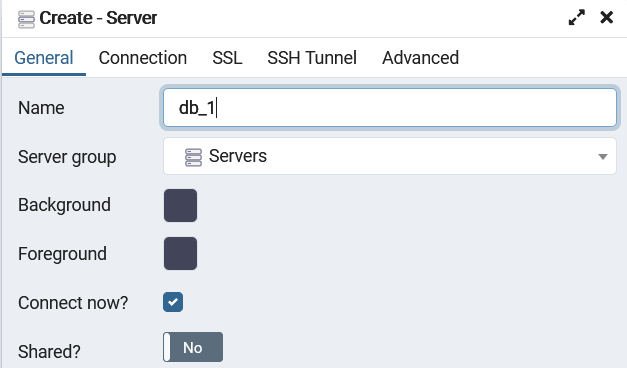 Create - Server
General Connection SSL SSH Tunnel Advanced
Name db_1
Server group Servers
Background
Foreground
Connect now?
Shared? No